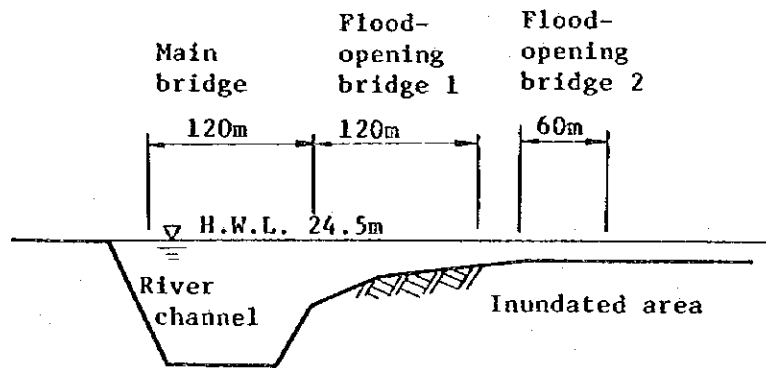 Main
bridge
120m
Flood-
opening
bridge 1
120m
Flood-
opening
bridge 2
60m
H.W.L. 24.5m
River
channel
Inundated area